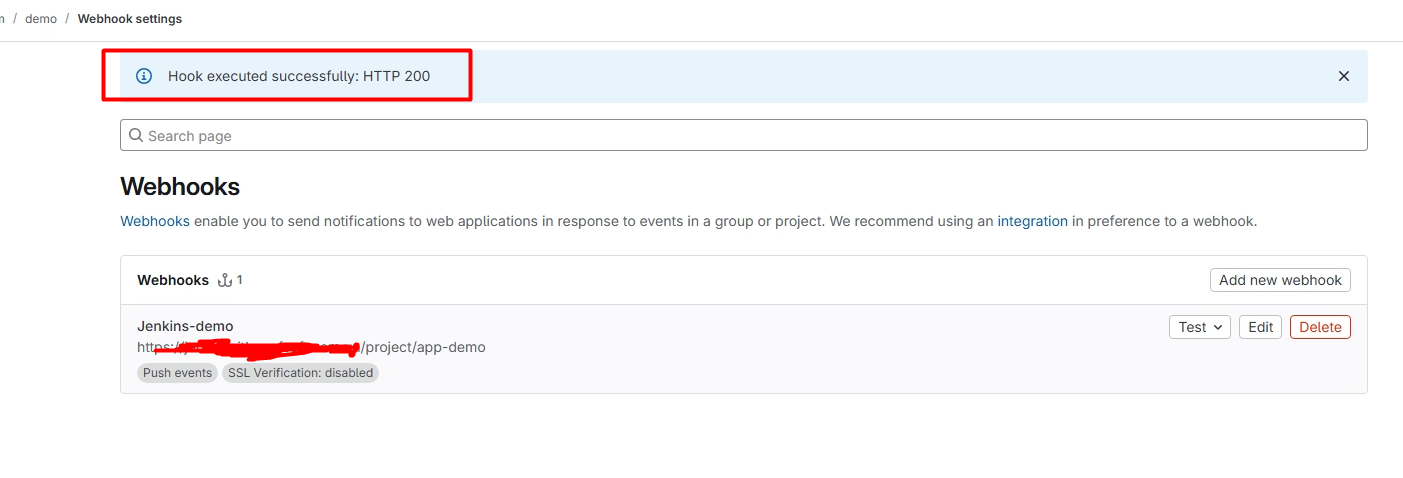 / demo / Webhook settings
Hook executed successfully: HTTP 200
Search page
Webhooks
Webhooks enable you to send notifications to web applications in response to events in a group or project. We recommend using an integration in preference to a webhook.
Webhooks 1 Add new webhook
Jenkins-demo Test Edit Delete
https:// /project/app-demo
Push events SSL Verification: disabled